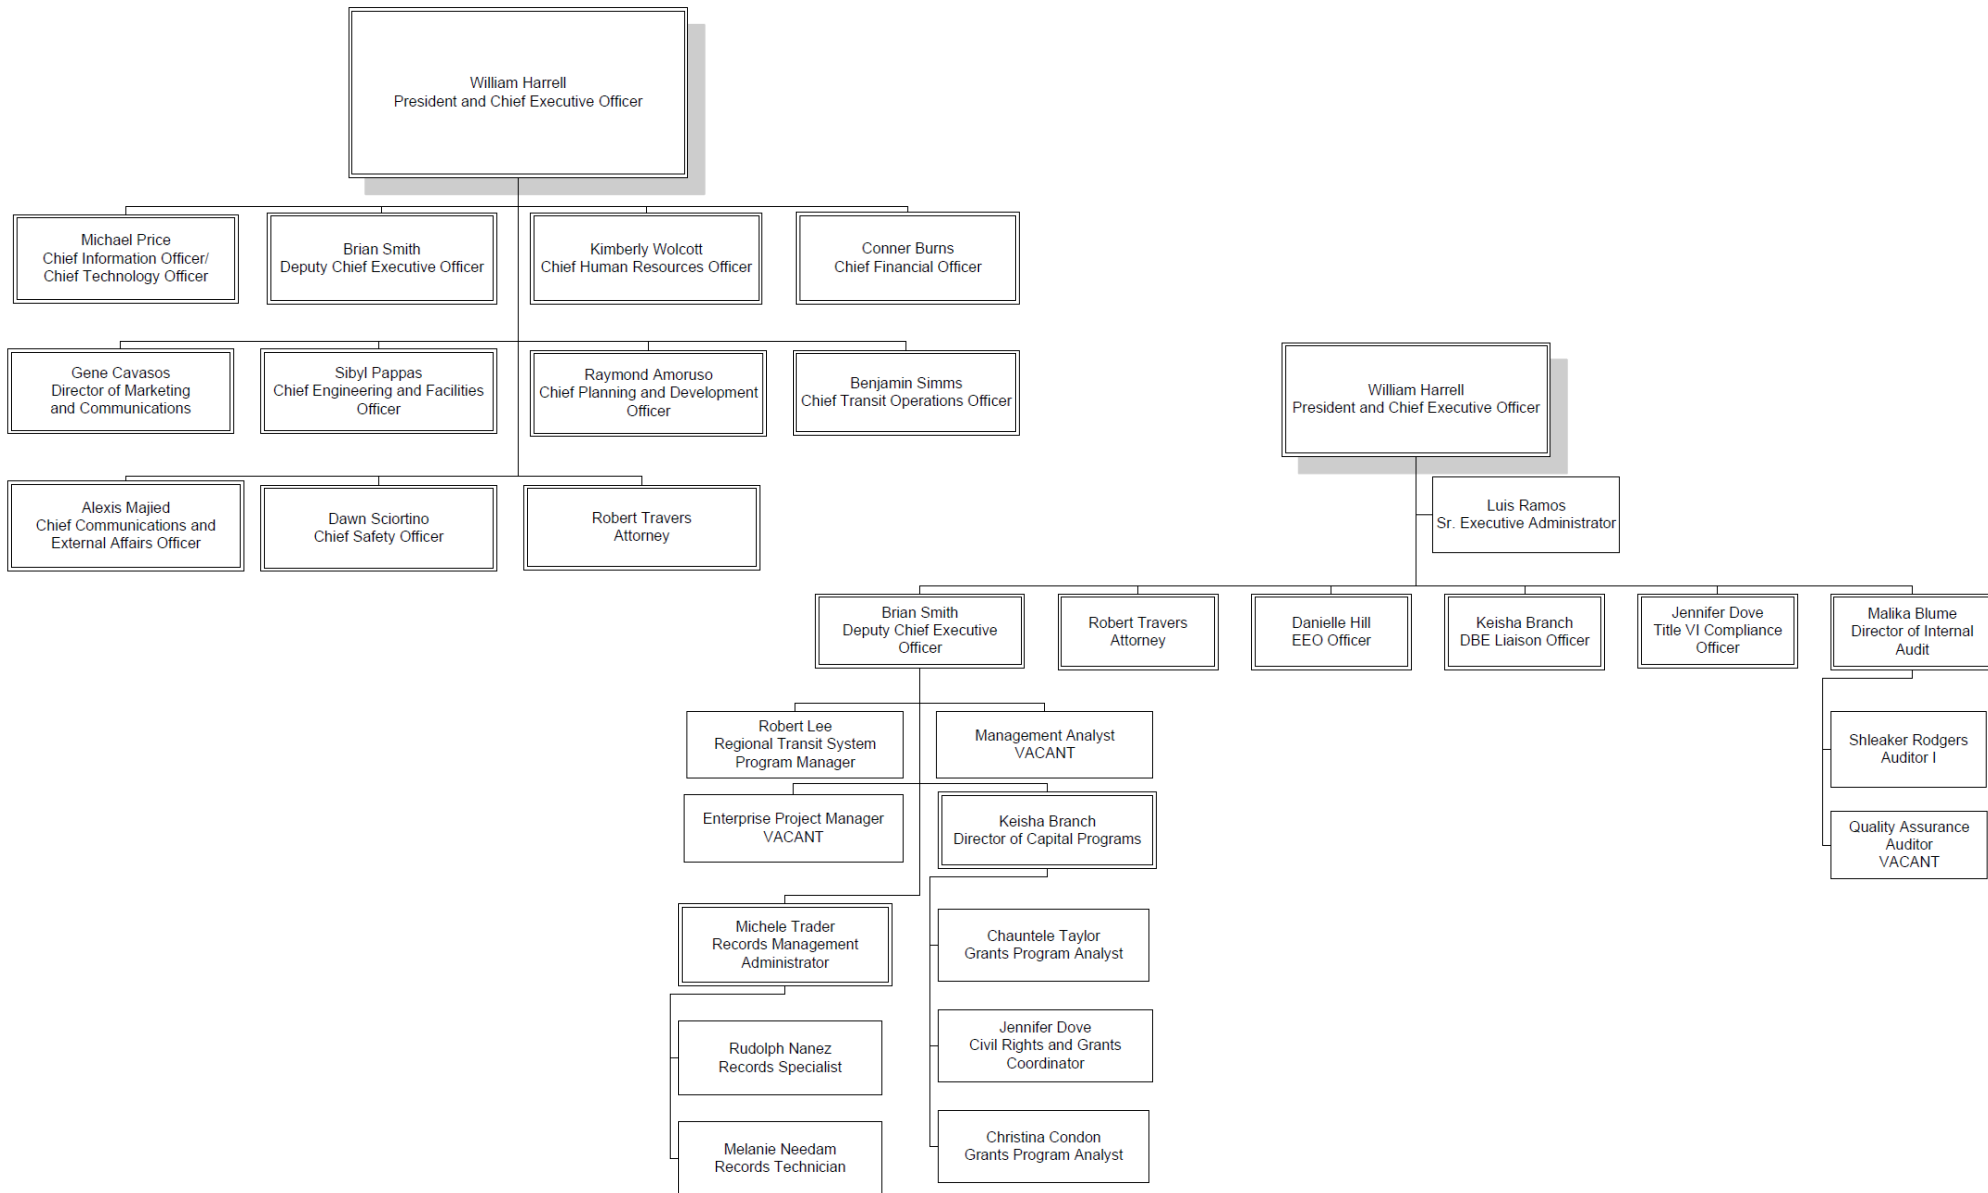 William Harrell
President and Chief Executive Officer
Michael Price
Chief Information Officer/
Chief Technology Officer
Brian Smith
Deputy Chief Executive Officer
Kimberly Wolcott
Chief Human Resources Officer
Conner Burns
Chief Financial Officer
Gene Cavasos
Director of Marketing
and Communications
Sibyl Pappas
Chief Engineering and Facilities
Officer
Raymond Amoruso
Chief Planning and Development
Officer
Benjamin Simms
Chief Transit Operations Officer
Alexis Majied
Chief Communications and
External Affairs Officer
Dawn Sciortino
Chief Safety Officer
Robert Travers
Attorney
William Harrell
President and Chief Executive Officer
Luis Ramos
Sr. Executive Administrator
Brian Smith
Deputy Chief Executive
Officer
Robert Travers
Attorney
Danielle Hill
EEO Officer
Keisha Branch
DBE Liaison Officer
Jennifer Dove
Title VI Compliance
Officer
Malika Blume
Director of Internal
Audit
Robert Lee
Regional Transit System
Program Manager
Management Analyst
VACANT
Enterprise Project Manager
VACANT
Keisha Branch
Director of Capital Programs
Michele Trader
Records Management
Administrator
Rudolph Nanez
Records Specialist
Melanie Needam
Records Technician
Chauntele Taylor
Grants Program Analyst
Jennifer Dove
Civil Rights and Grants
Coordinator
Christina Condon
Grants Program Analyst
Shleaker Rodgers
Auditor I
Quality Assurance
Auditor
VACANT